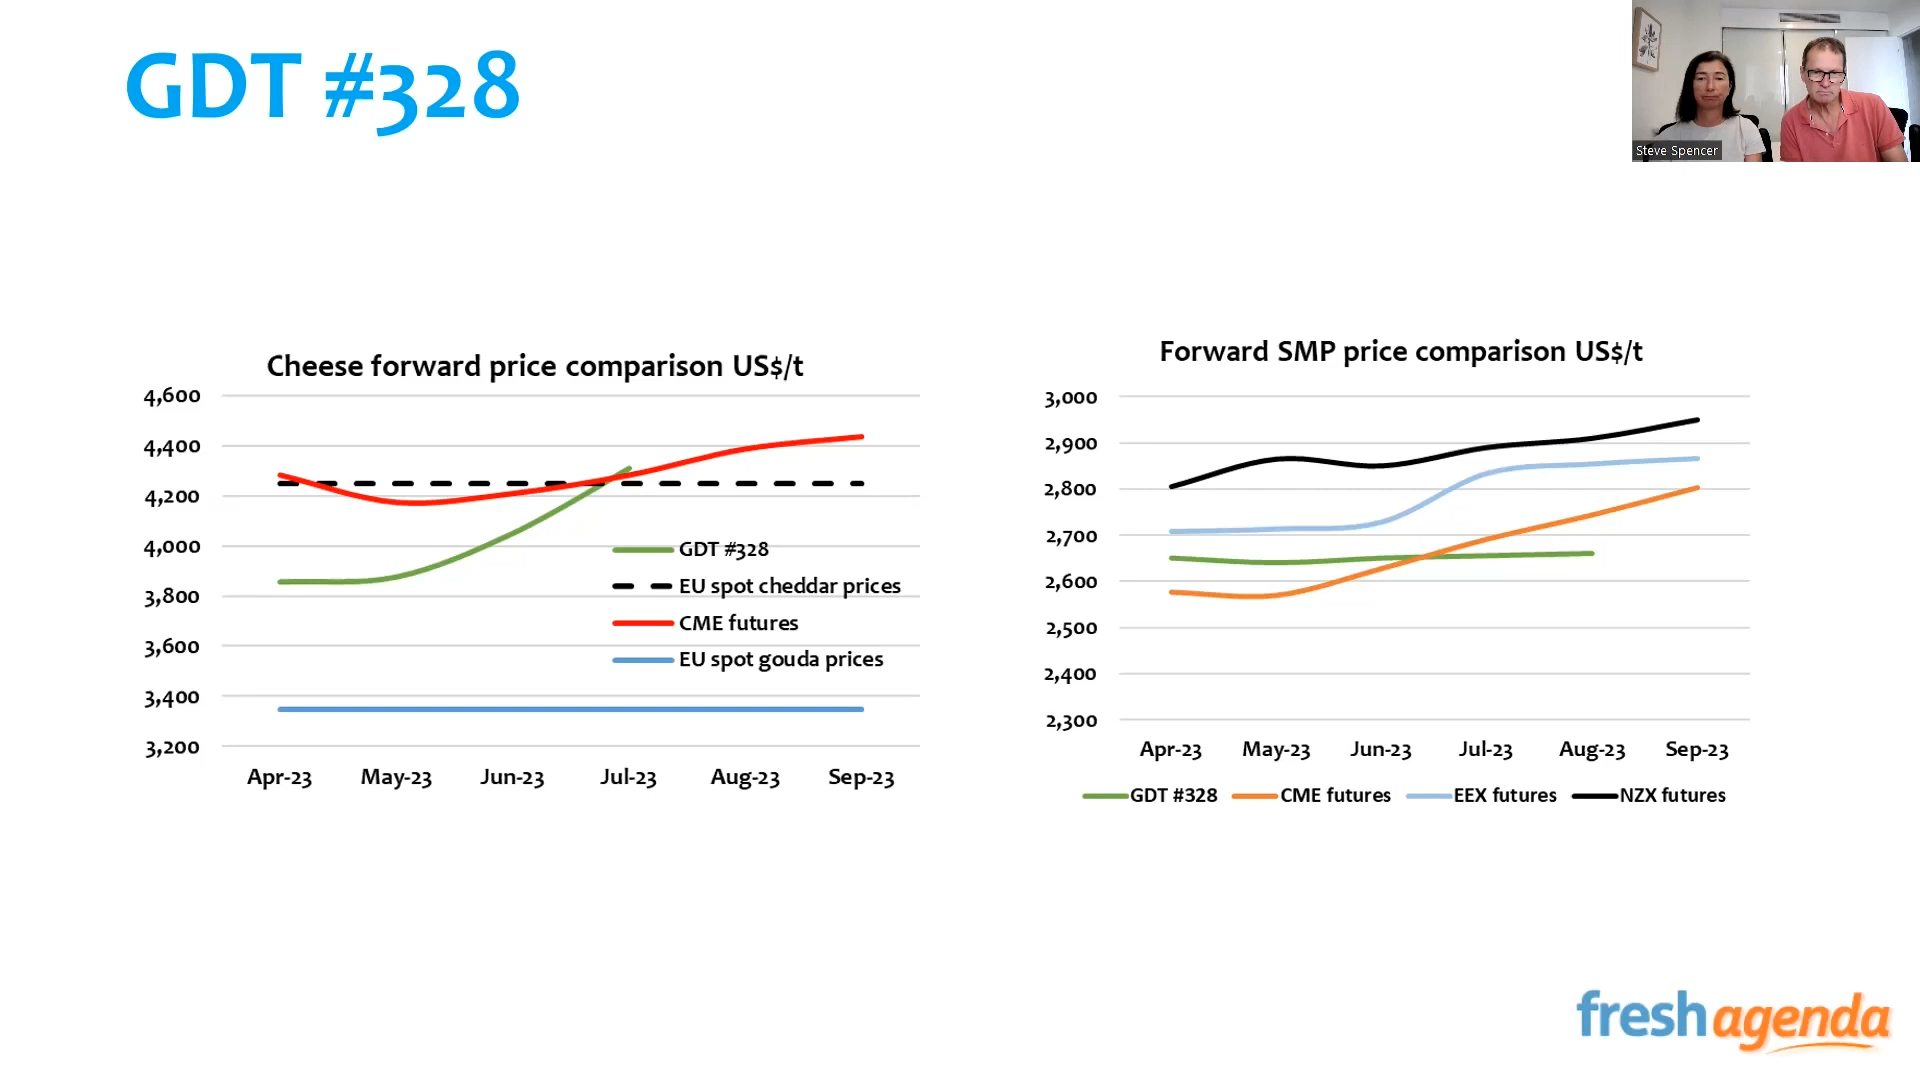 GDT #328
Steve Spencer
Cheese forward price comparison US$/t
4,600
4,400
4,200
4,000
3,800
3,600
3,400
3,200
Apr-23 May-23 Jun-23 Jul-23 Aug-23 Sep-23
GDT #328
EU spot cheddar prices
CME futures
EU spot gouda prices
Forward SMP price comparison US$/t
3,000
2,900
2,800
2,700
2,600
2,500
2,400
2,300
Apr-23 May-23 Jun-23 Jul-23 Aug-23 Sep-23
GDT #328 CME futures EEX futures NZX futures
fresh agenda